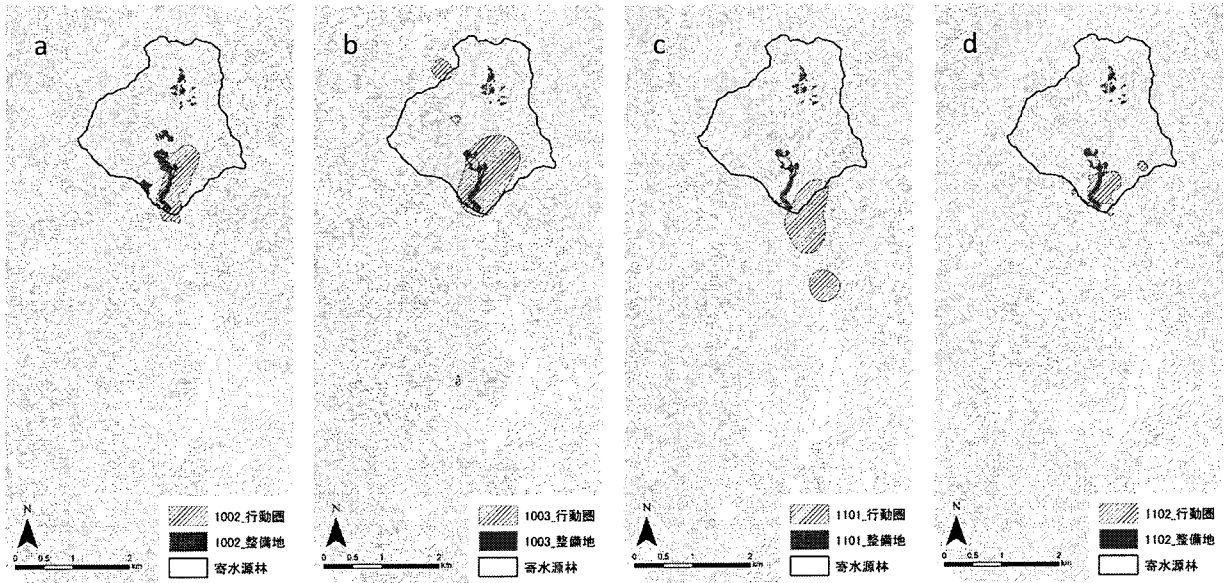 a
N
1002_行動圏
1002_整備地
寄水源林
0 0.5 1 2
km
b
N
1003_行動圏
1003_整備地
寄水源林
0 0.5 1 2
km
c
N
1101_行動圏
1101_整備地
寄水源林
0 0.5 1 2
km
d
N
1102_行動圏
1102_整備地
寄水源林
0 0.5 1 2
km